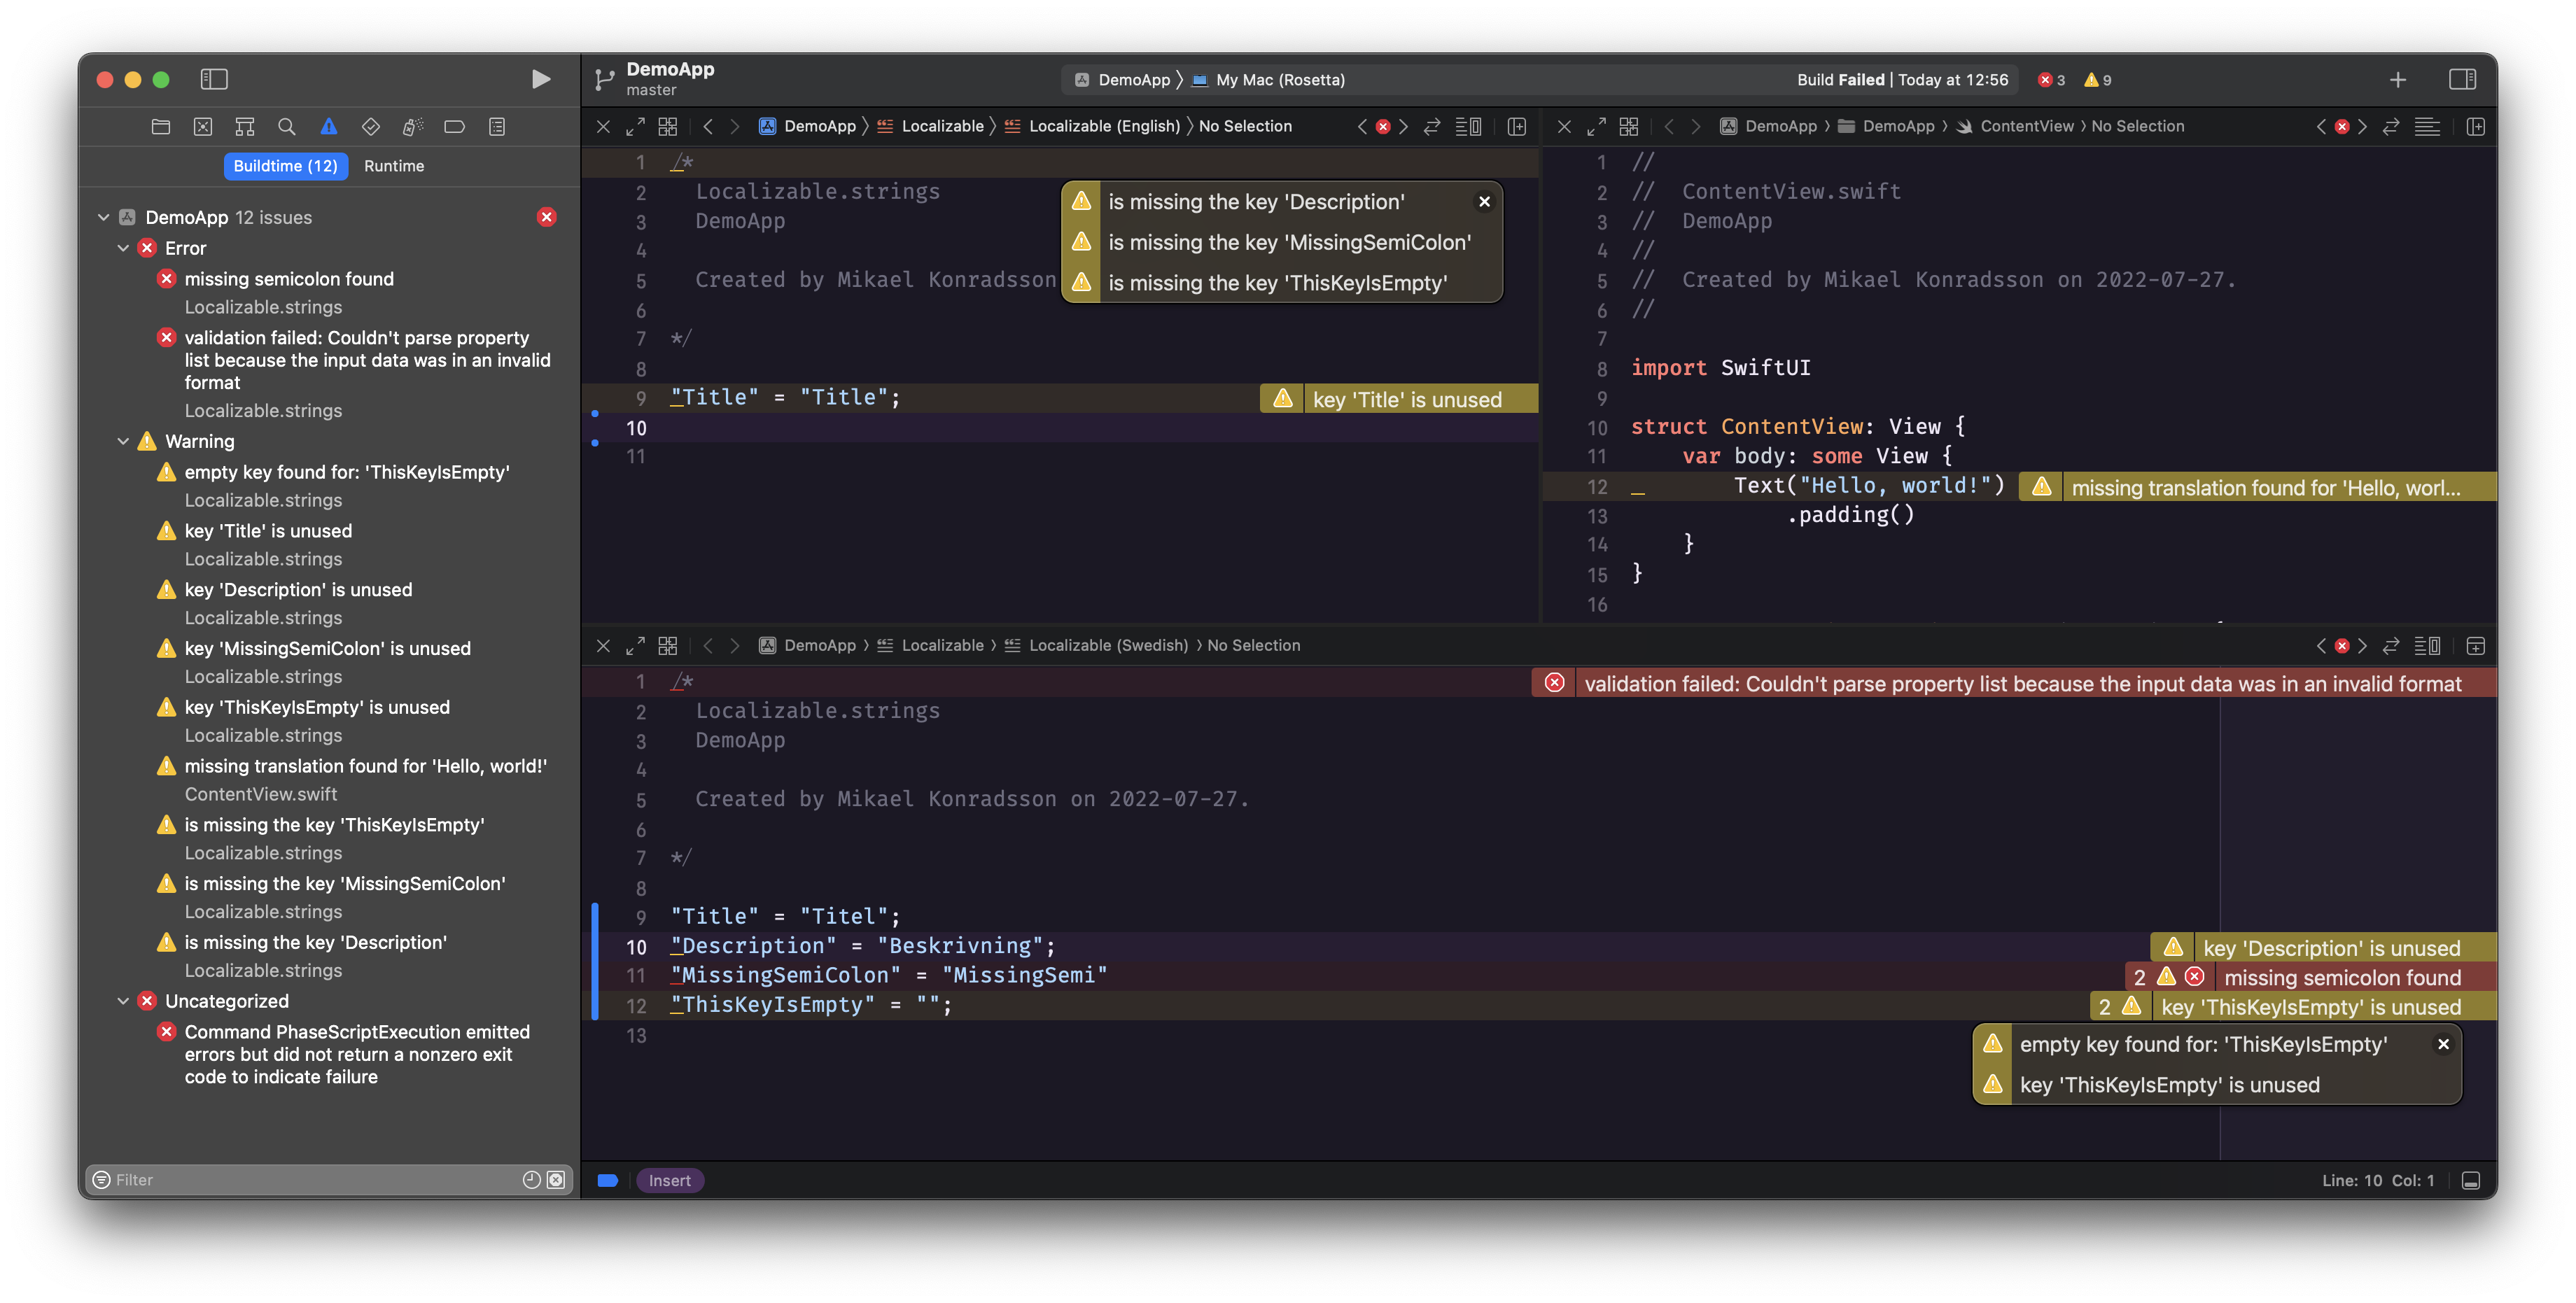 DemoApp
master
DemoApp 〉 My Mac (Rosetta)
Build Failed | Today at 12:56
3
9
Buildtime (12)
Runtime
DemoApp 12 issues
Error
missing semicolon found
Localizable.strings
validation failed: Couldn't parse property
list because the input data was in an invalid
format
Localizable.strings
Warning
empty key found for: 'ThisKeyIsEmpty'
Localizable.strings
key 'Title' is unused
Localizable.strings
key 'Description' is unused
Localizable.strings
key 'MissingSemiColon' is unused
Localizable.strings
key 'ThisKeyIsEmpty' is unused
Localizable.strings
missing translation found for 'Hello, world!'
ContentView.swift
is missing the key 'ThisKeyIsEmpty'
Localizable.strings
is missing the key 'MissingSemiColon'
Localizable.strings
is missing the key 'Description'
Localizable.strings
Uncategorized
Command PhaseScriptExecution emitted
errors but did not return a nonzero exit
code to indicate failure
Filter
DemoApp 〉 Localizable 〉 Localizable (English) 〉 No Selection
1 /*
2 Localizable.strings
3 DemoApp
4
5 Created by Mikael Konradsson
6
7 */
8
9 "Title" = "Title";
10
11
is missing the key 'Description'
is missing the key 'MissingSemiColon'
is missing the key 'ThisKeyIsEmpty'
key 'Title' is unused
DemoApp 〉 DemoApp 〉 ContentView 〉 No Selection
1 //
2 // ContentView.swift
3 // DemoApp
4 //
5 // Created by Mikael Konradsson on 2022-07-27.
6 //
7
8 import SwiftUI
9
10 struct ContentView: View {
11 var body: some View {
12 Text("Hello, world!")
missing translation found for 'Hello, worl...
13 .padding()
14 }
15 }
16
DemoApp 〉 Localizable 〉 Localizable (Swedish) 〉 No Selection
1 /*
validation failed: Couldn't parse property list because the input data was in an invalid format
2 Localizable.strings
3 DemoApp
4
5 Created by Mikael Konradsson on 2022-07-27.
6
7 */
8
9 "Title" = "Titel";
10 "Description" = "Beskrivning";
key 'Description' is unused
11 "MissingSemiColon" = "MissingSemi"
2 missing semicolon found
12 "ThisKeyIsEmpty" = "";
2 key 'ThisKeyIsEmpty' is unused
13
empty key found for: 'ThisKeyIsEmpty'
key 'ThisKeyIsEmpty' is unused
Insert
Line: 10 Col: 1